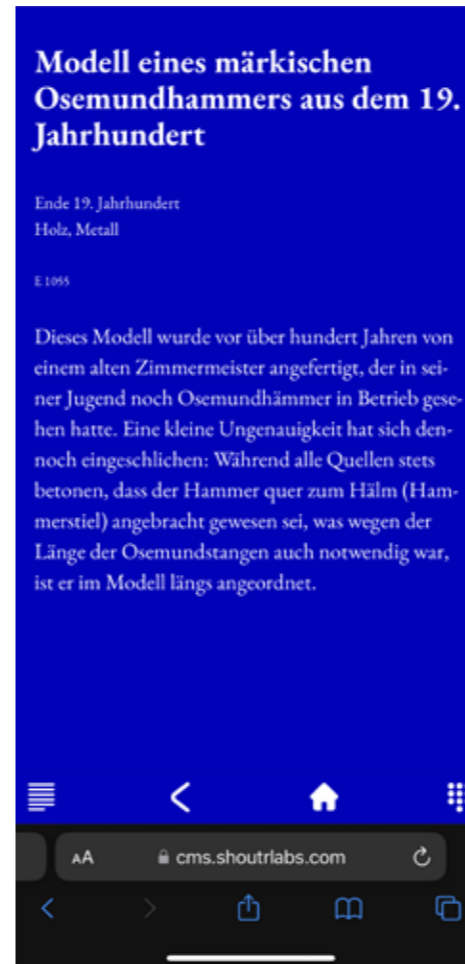 Modell eines märkischen
Osemundhammers aus dem 19.
Jahrhundert
Ende 19. Jahrhundert
Holz, Metall
E 1055
Dieses Modell wurde vor über hundert Jahren von
einem alten Zimmermeister angefertigt, der in sei-
ner Jugend noch Osemundhämmer in Betrieb gese-
hen hatte. Eine kleine Ungenauigkeit hat sich den-
noch eingeschlichen: Während alle Quellen stets
betonen, dass der Hammer quer zum Hälm (Ham-
merstiel) angebracht gewesen sei, was wegen der
Länge der Osemundstangen auch notwendig war,
ist er im Modell längs angeordnet.
AA cms.shoutrlabs.com